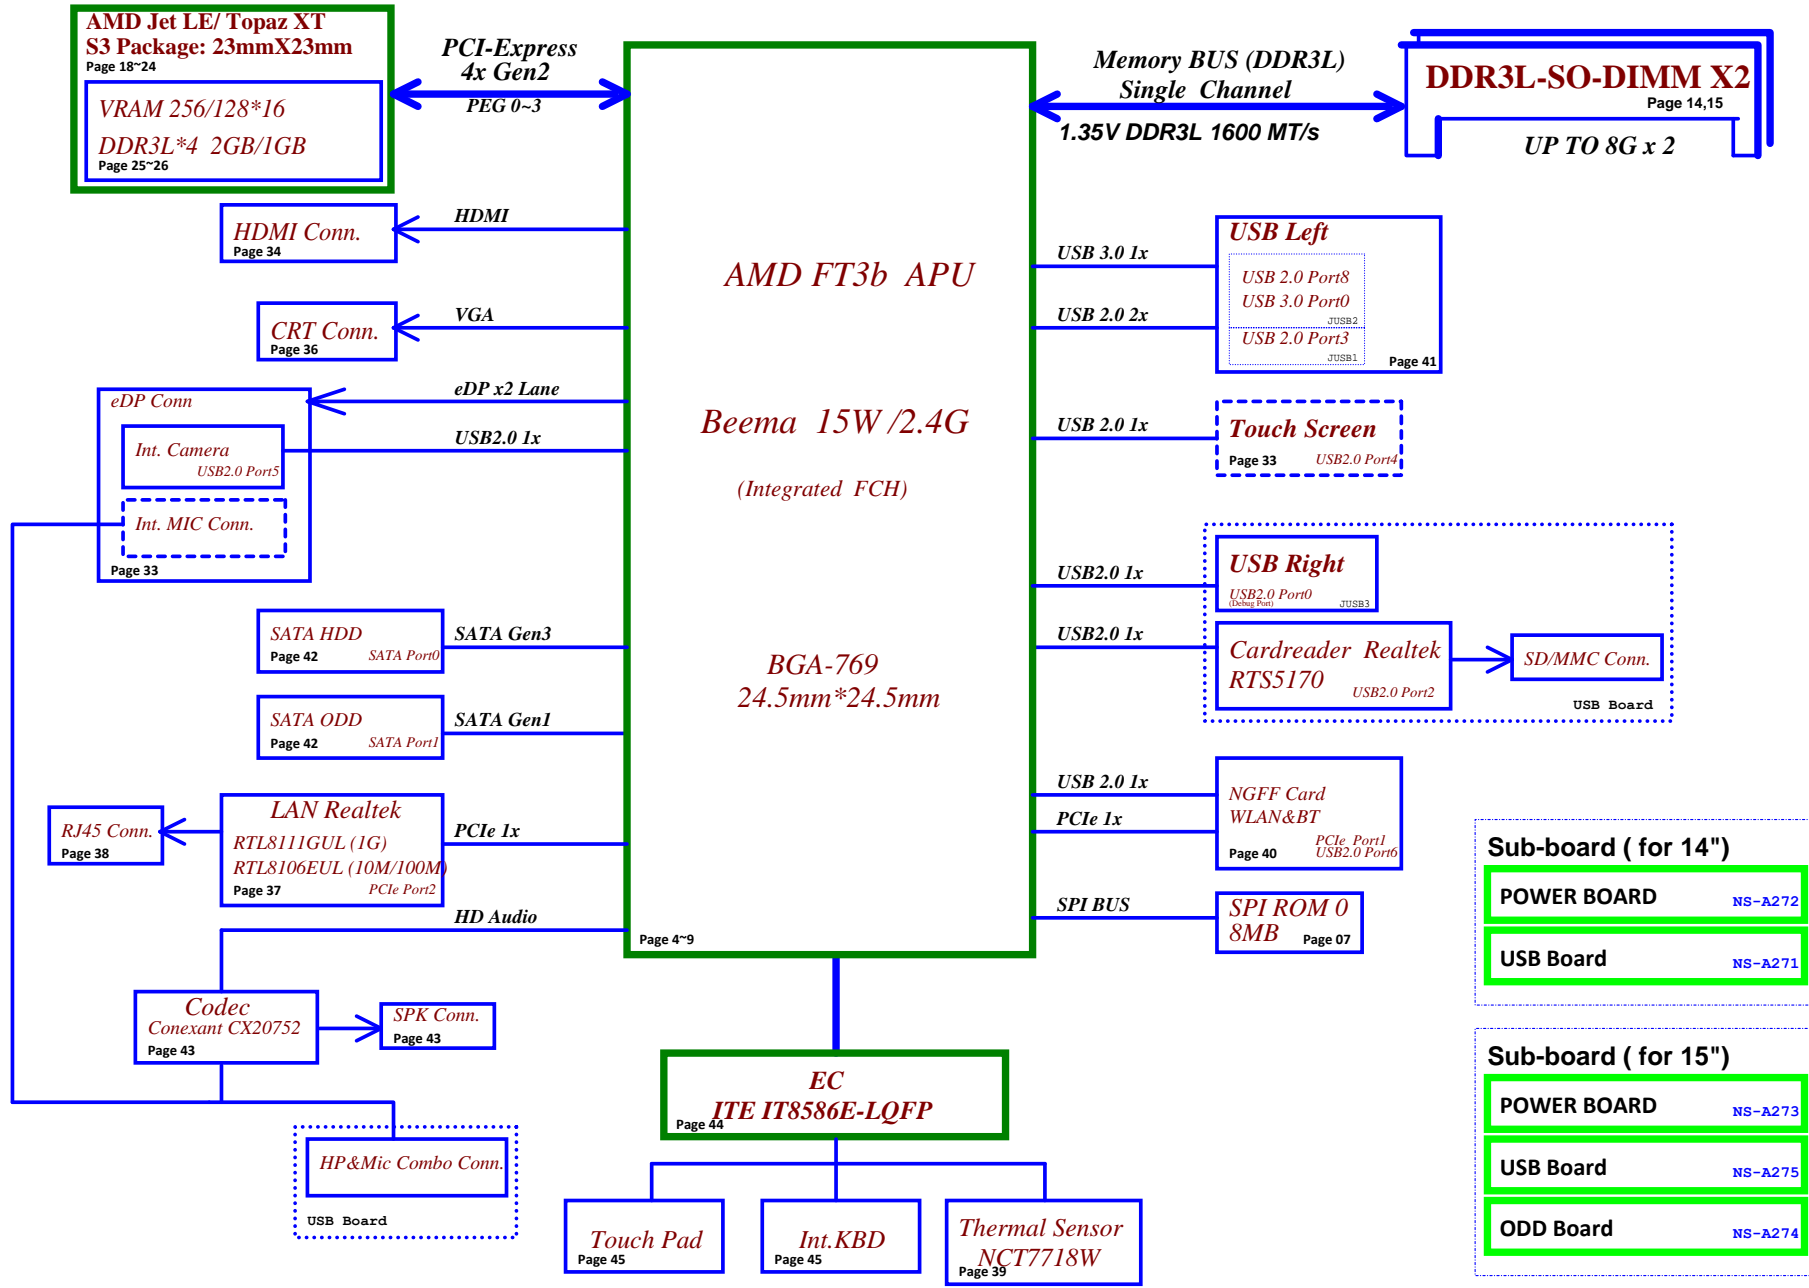 AMD Jet LE/ Topaz XT
S3 Package: 23mmX23mm
Page 18~24
VRAM 256/128*16
DDR3L*4 2GB/1GB
Page 25~26
PCI-Express
4x Gen2
PEG 0~3
Memory BUS (DDR3L)
Single Channel
1.35V DDR3L 1600 MT/s
DDR3L-SO-DIMM X2
Page 14,15
UP TO 8G x 2
HDMI Conn.
Page 34
HDMI
CRT Conn.
Page 36
VGA
eDP Conn
eDP x2 Lane
Int. Camera
USB2.0 Port5
USB2.0 1x
Int. MIC Conn.
Page 33
SATA HDD
Page 42
SATA Port0
SATA Gen3
SATA ODD
Page 42
SATA Port1
SATA Gen1
RJ45 Conn.
Page 38
LAN Realtek
RTL8111GUL (1G)
RTL8106EUL (10M/100M)
Page 37
PCIe Port2
PCIe 1x
HD Audio
Codec
Conexant CX20752
Page 43
SPK Conn.
Page 43
HP&Mic Combo Conn.
USB Board
AMD FT3b APU
Beema 15W /2.4G
(Integrated FCH)
BGA-769
24.5mm*24.5mm
Page 4~9
EC
ITE IT8586E-LQFP
Page 44
Touch Pad
Page 45
Int.KBD
Page 45
Thermal Sensor
NCT7718W
Page 39
USB 3.0 1x
USB 2.0 2x
USB Left
USB 2.0 Port8
USB 3.0 Port0
JUSB2
USB 2.0 Port3
JUSB1
Page 41
USB 2.0 1x
Touch Screen
Page 33
USB2.0 Port4
USB2.0 1x
USB Right
USB2.0 Port0
(Debug Port)
JUSB3
USB2.0 1x
Cardreader Realtek
RTS5170
USB2.0 Port2
SD/MMC Conn.
USB Board
USB 2.0 1x
PCIe 1x
NGFF Card
WLAN&BT
PCIe Port1
USB2.0 Port6
Page 40
SPI BUS
SPI ROM 0
8MB
Page 07
Sub-board ( for 14")
POWER BOARD NS-A272
USB Board NS-A271
Sub-board ( for 15")
POWER BOARD NS-A273
USB Board NS-A275
ODD Board NS-A274